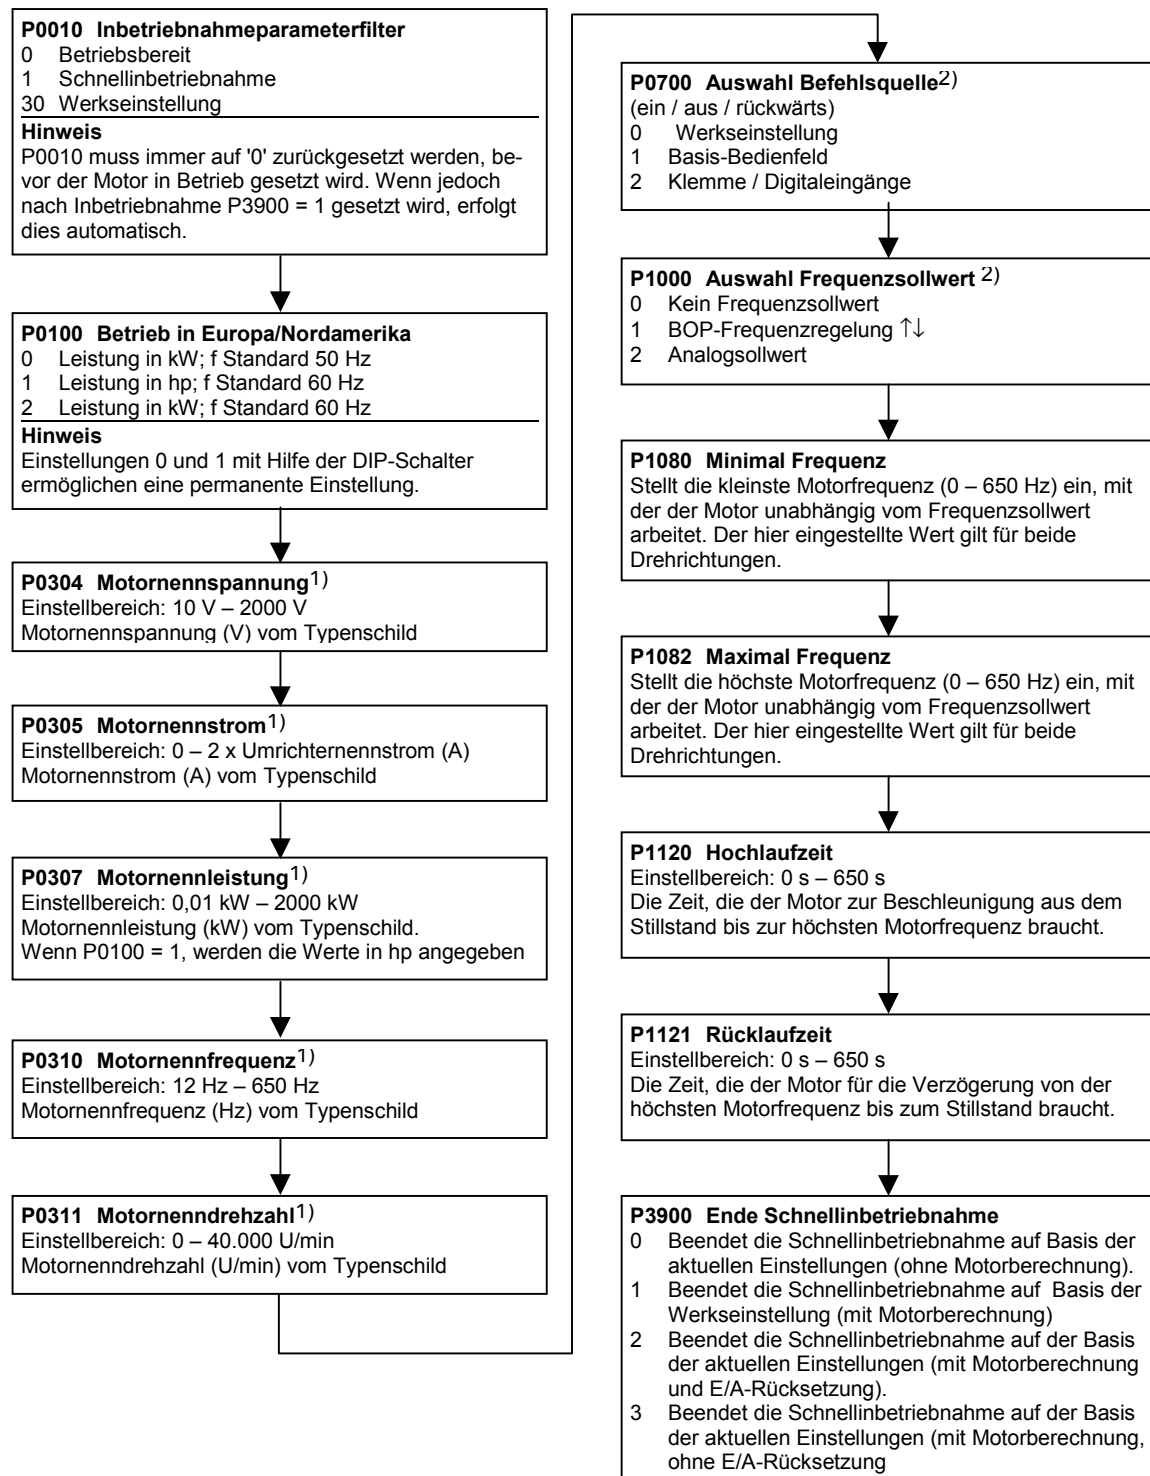 P0010 Inbetriebnahmeparameterfilter
0 Betriebsbereit
1 Schnellinbetriebnahme
30 Werkseinstellung
Hinweis
P0010 muss immer auf '0' zurückgesetzt werden, be-
vor der Motor in Betrieb gesetzt wird. Wenn jedoch
nach Inbetriebnahme P3900 = 1 gesetzt wird, erfolgt
dies automatisch.
P0100 Betrieb in Europa/Nordamerika
0 Leistung in kW; f Standard 50 Hz
1 Leistung in hp; f Standard 60 Hz
2 Leistung in kW; f Standard 60 Hz
Hinweis
Einstellungen 0 und 1 mit Hilfe der DIP-Schalter
ermöglichen eine permanente Einstellung.
P0304 Motornennspannung1)
Einstellbereich: 10 V – 2000 V
Motornennspannung (V) vom Typenschild
P0305 Motornennstrom1)
Einstellbereich: 0 – 2 x Umrichternennstrom (A)
Motornennstrom (A) vom Typenschild
P0307 Motornennleistung1)
Einstellbereich: 0,01 kW – 2000 kW
Motornennleistung (kW) vom Typenschild.
Wenn P0100 = 1, werden die Werte in hp angegeben
P0310 Motornennfrequenz1)
Einstellbereich: 12 Hz – 650 Hz
Motornennfrequenz (Hz) vom Typenschild
P0311 Motornenndrehzahl1)
Einstellbereich: 0 – 40.000 U/min
Motornenndrehzahl (U/min) vom Typenschild
P0700 Auswahl Befehlsquelle2)
(ein / aus / rückwärts)
0 Werkseinstellung
1 Basis-Bedienfeld
2 Klemme / Digitaleingänge
P1000 Auswahl Frequenzsollwert 2)
0 Kein Frequenzsollwert
1 BOP-Frequenzregelung ↑↓
2 Analogsollwert
P1080 Minimal Frequenz
Stellt die kleinste Motorfrequenz (0 – 650 Hz) ein, mit
der der Motor unabhängig vom Frequenzsollwert
arbeitet. Der hier eingestellte Wert gilt für beide
Drehrichtungen.
P1082 Maximal Frequenz
Stellt die höchste Motorfrequenz (0 – 650 Hz) ein, mit
der der Motor unabhängig vom Frequenzsollwert
arbeitet. Der hier eingestellte Wert gilt für beide
Drehrichtungen.
P1120 Hochlaufzeit
Einstellbereich: 0 s – 650 s
Die Zeit, die der Motor zur Beschleunigung aus dem
Stillstand bis zur höchsten Motorfrequenz braucht.
P1121 Rücklaufzeit
Einstellbereich: 0 s – 650 s
Die Zeit, die der Motor für die Verzögerung von der
höchsten Motorfrequenz bis zum Stillstand braucht.
P3900 Ende Schnellinbetriebnahme
0 Beendet die Schnellinbetriebnahme auf Basis der
aktuellen Einstellungen (ohne Motorberechnung).
1 Beendet die Schnellinbetriebnahme auf Basis der
Werkseinstellung (mit Motorberechnung)
2 Beendet die Schnellinbetriebnahme auf der Basis
der aktuellen Einstellungen (mit Motorberechnung
und E/A-Rücksetzung).
3 Beendet die Schnellinbetriebnahme auf der Basis
der aktuellen Einstellungen (mit Motorberechnung,
ohne E/A-Rücksetzung